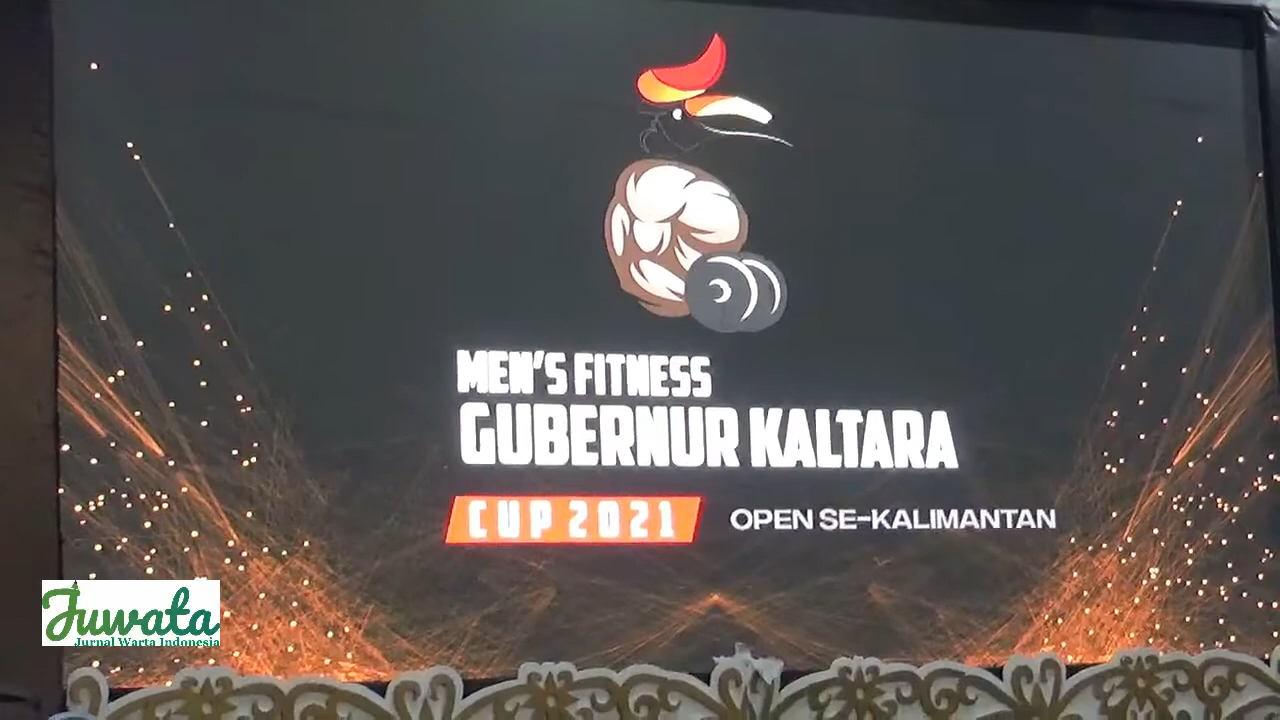 MEN'S FITNESS
GUBERNUR KALTARA
CUP 2021
OPEN SE-KALIMANTAN
Juwata
Jurnal Warta Indonesia